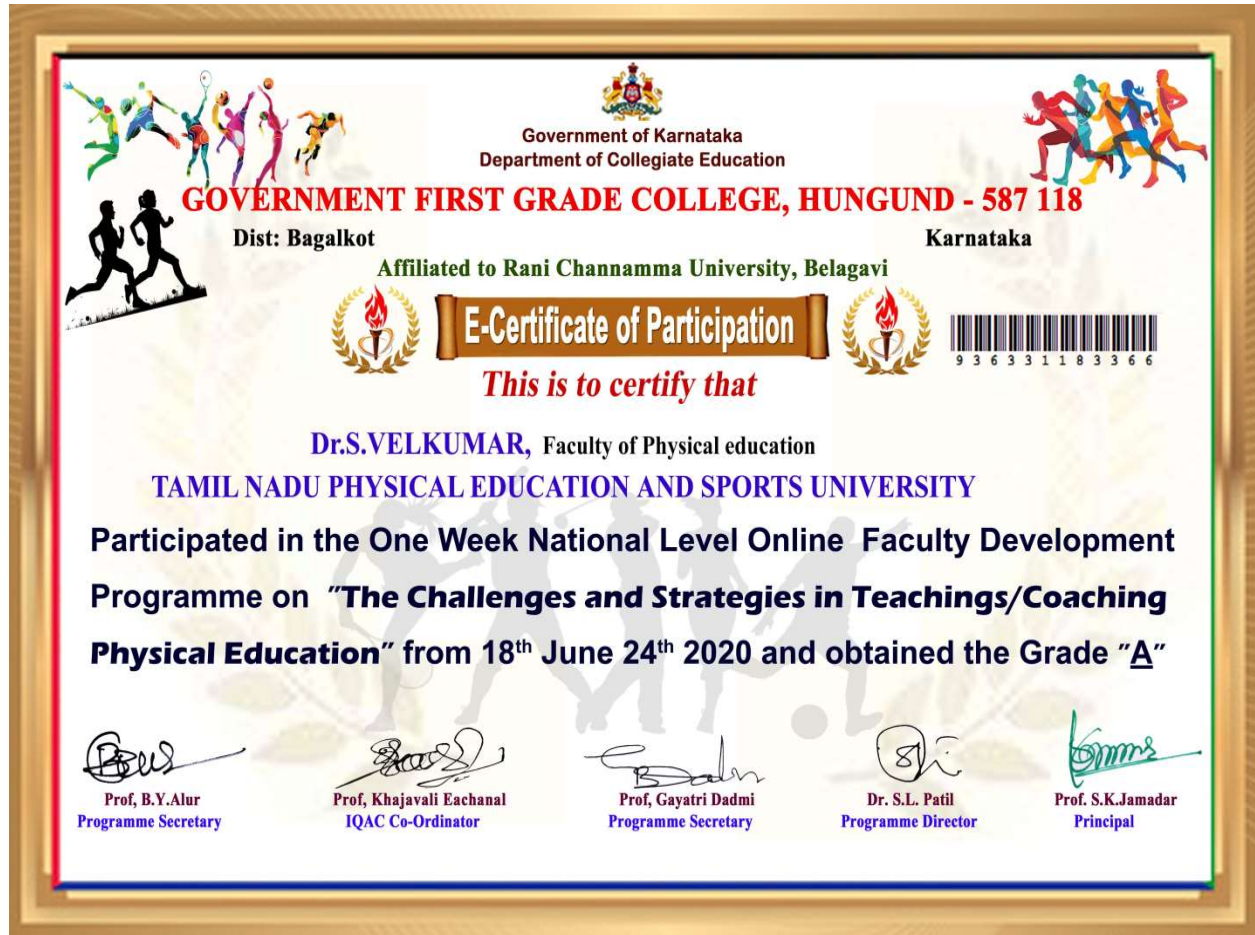 Government of Karnataka
Department of Collegiate Education
GOVERNMENT FIRST GRADE COLLEGE, HUNGUND - 587 118
Dist: Bagalkot Karnataka
Affiliated to Rani Channamma University, Belagavi
E-Certificate of Participation
9 3 6 3 3 1 1 8 3 3 6 6
This is to certify that
Dr.S.VELKUMAR, Faculty of Physical education
TAMIL NADU PHYSICAL EDUCATION AND SPORTS UNIVERSITY
Participated in the One Week National Level Online Faculty Development
Programme on "The Challenges and Strategies in Teachings/Coaching
Physical Education" from 18th June 24th 2020 and obtained the Grade "A"
Prof, B.Y.Alur Prof, Khajavali Eachanal Prof, Gayatri Dadmi Dr. S.L. Patil Prof. S.K.Jamadar
Programme Secretary IQAC Co-Ordinator Programme Secretary Programme Director Principal